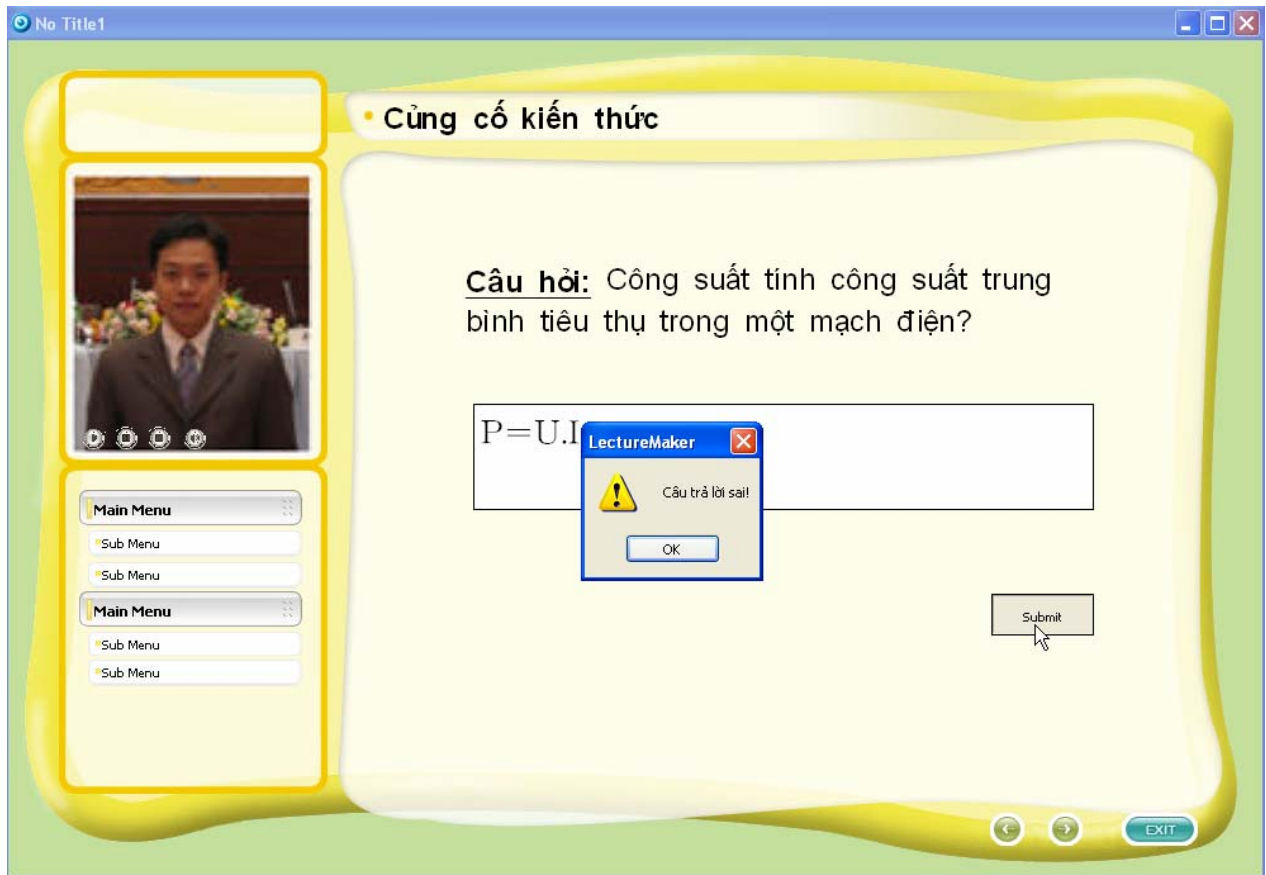 No Title1
• Củng cố kiến thức
Câu hỏi: Công suất tính công suất trung
bình tiêu thụ trong một mạch điện?
P=U.I
LectureMaker
Câu trả lời sai!
OK
Submit
Main Menu
Sub Menu
Sub Menu
Main Menu
Sub Menu
Sub Menu
EXIT